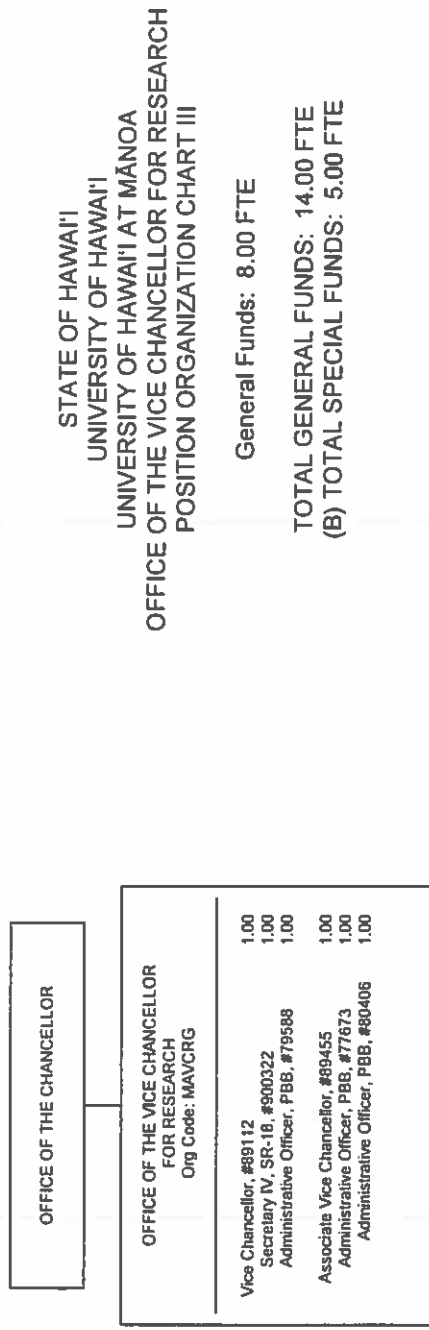 STATE OF HAWAI'I
UNIVERSITY OF HAWAI'I
UNIVERSITY OF HAWAI'I AT MĀNOA
OFFICE OF THE VICE CHANCELLOR FOR RESEARCH
POSITION ORGANIZATION CHART III
General Funds: 8.00 FTE
TOTAL GENERAL FUNDS: 14.00 FTE
(B) TOTAL SPECIAL FUNDS: 5.00 FTE
OFFICE OF THE CHANCELLOR
OFFICE OF THE VICE CHANCELLOR
FOR RESEARCH
Org Code: MAVCRG
Vice Chancellor, #89112 1.00
Secretary IV, SR-18, #900322 1.00
Administrative Officer, PBB, #79588 1.00
Associate Vice Chancellor, #89455 1.00
Administrative Officer, PBB, #77673 1.00
Administrative Officer, PBB, #80406 1.00